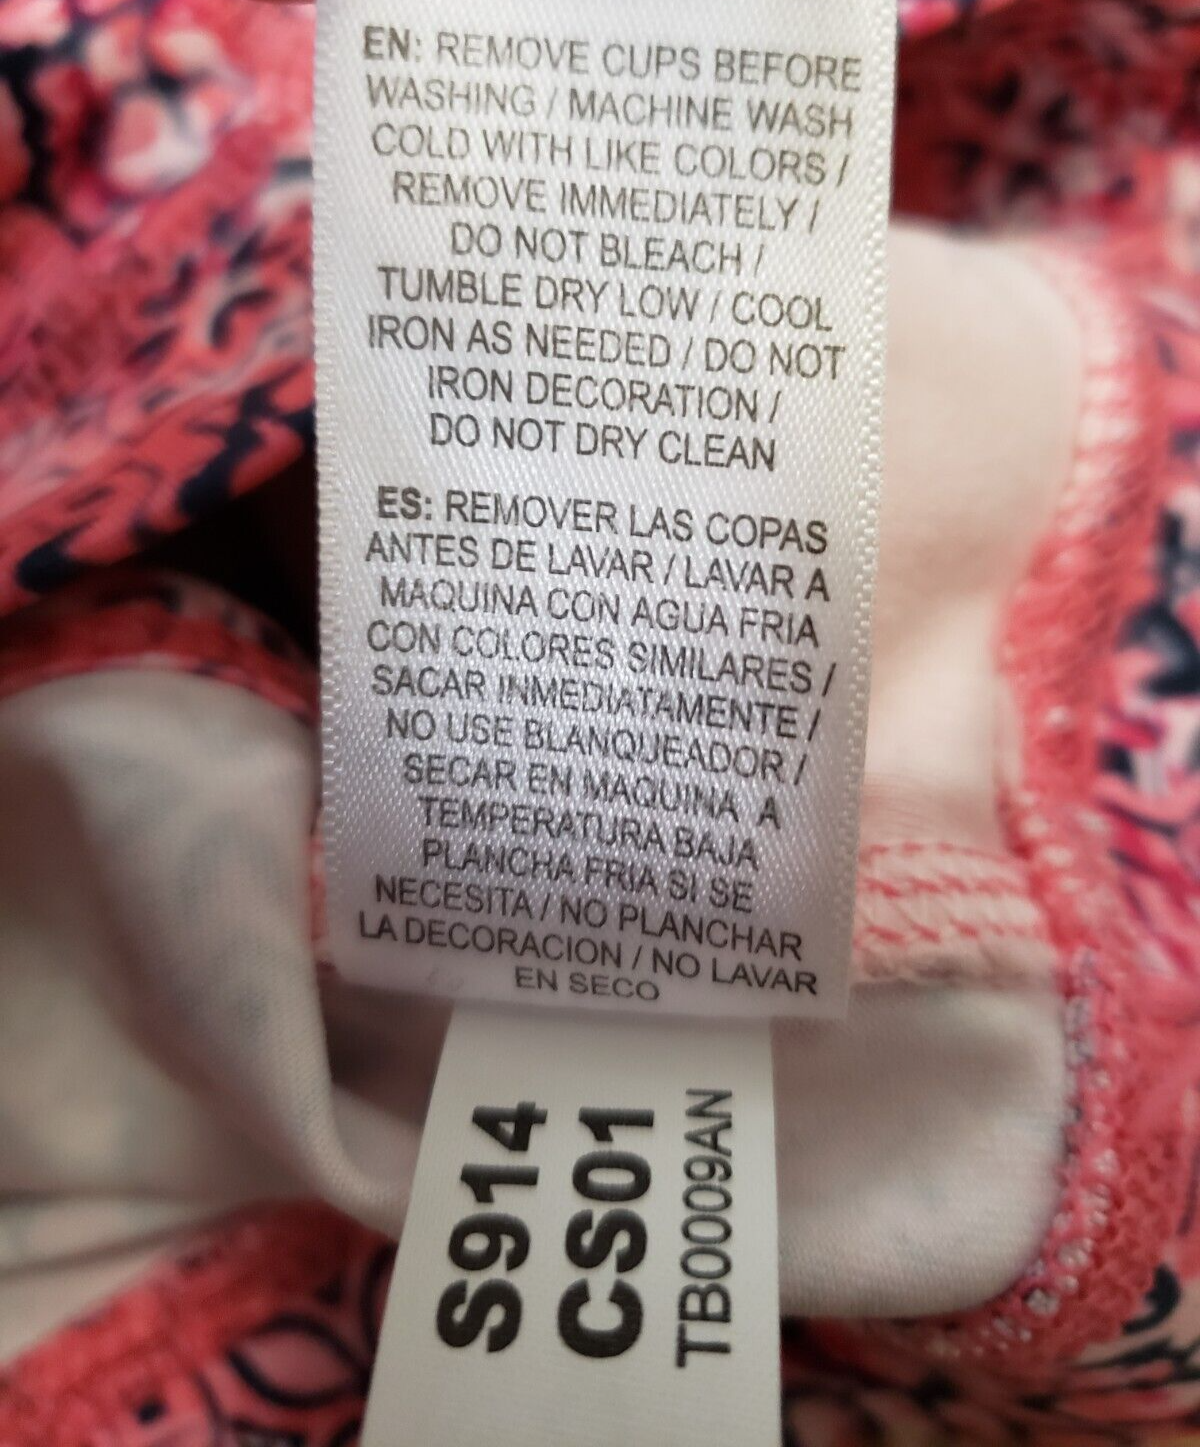 EN: REMOVE CUPS BEFORE
WASHING / MACHINE WASH
COLD WITH LIKE COLORS /
REMOVE IMMEDIATELY /
DO NOT BLEACH /
TUMBLE DRY LOW / COOL
IRON AS NEEDED / DO NOT
IRON DECORATION /
DO NOT DRY CLEAN
ES: REMOVER LAS COPAS
ANTES DE LAVAR / LAVAR A
MAQUINA CON AGUA FRIA
CON COLORES SIMILARES /
SACAR INMEDIATAMENTE /
NO USE BLANQUEADOR /
SECAR EN MAQUINA A
TEMPERATURA BAJA
PLANCHA FRIA SI SE
NECESITA / NO PLANCHAR
LA DECORACION / NO LAVAR
EN SECO
S914
CS01
TB0009AN